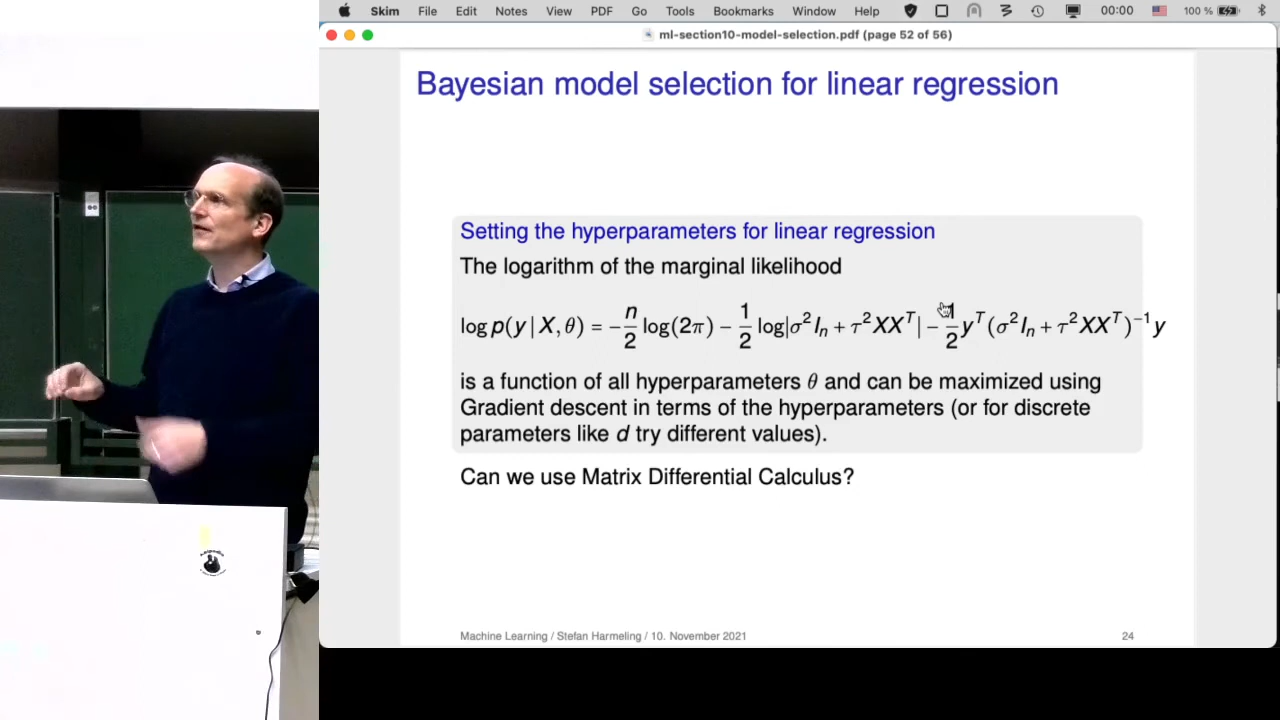 Skim File Edit Notes View PDF Go Tools Bookmarks Window Help 00:00 100 %
ml-section10-model-selection.pdf (page 52 of 56)
Bayesian model selection for linear regression
Setting the hyperparameters for linear regression
The logarithm of the marginal likelihood
log p(y | X, θ) = −n/2 log(2π) − 1/2 log|σ²Iₙ + τ²XXᵀ| − 1/2 yᵀ(σ²Iₙ + τ²XXᵀ)⁻¹y
is a function of all hyperparameters θ and can be maximized using
Gradient descent in terms of the hyperparameters (or for discrete
parameters like d try different values).
Can we use Matrix Differential Calculus?
Machine Learning / Stefan Harmeling / 10. November 2021 24